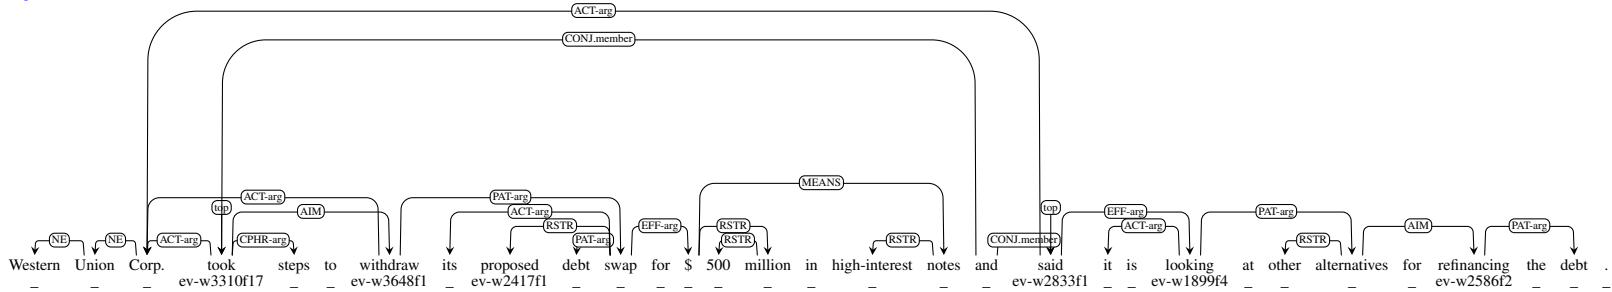 ACT-arg
CONJ.member
MEANS
ACT-arg PAT-arg
top AIM ACT-arg top EFF-arg PAT-arg
RSTR EFF-arg RSTR ACT-arg AIM
NE NE ACT-arg CPHR-arg PAT-arg RSTR RSTR CONJ.member RSTR PAT-arg
Western Union Corp. took steps to withdraw its proposed debt swap for $ 500 million in high-interest notes and said it is looking at other alternatives for refinancing the debt .
_ _ _ ev-w3310f17 _ _ ev-w3648f1 _ ev-w2417f1 _ _ _ _ _ _ _ _ _ _ ev-w2833f1 _ _ ev-w1899f4 _ _ _ _ ev-w2586f2 _ _ _